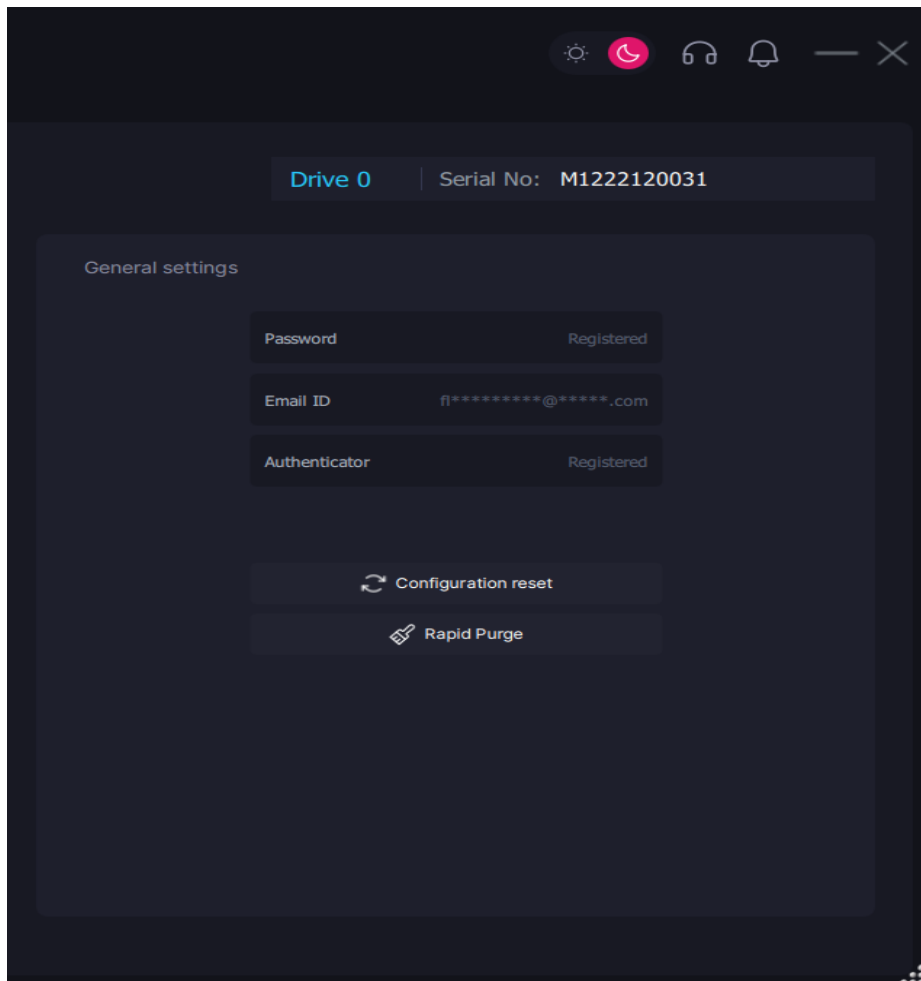 Drive 0 Serial No: M1222120031
General settings
Password Registered
Email ID fl*********@*****.com
Authenticator Registered
Configuration reset
Rapid Purge